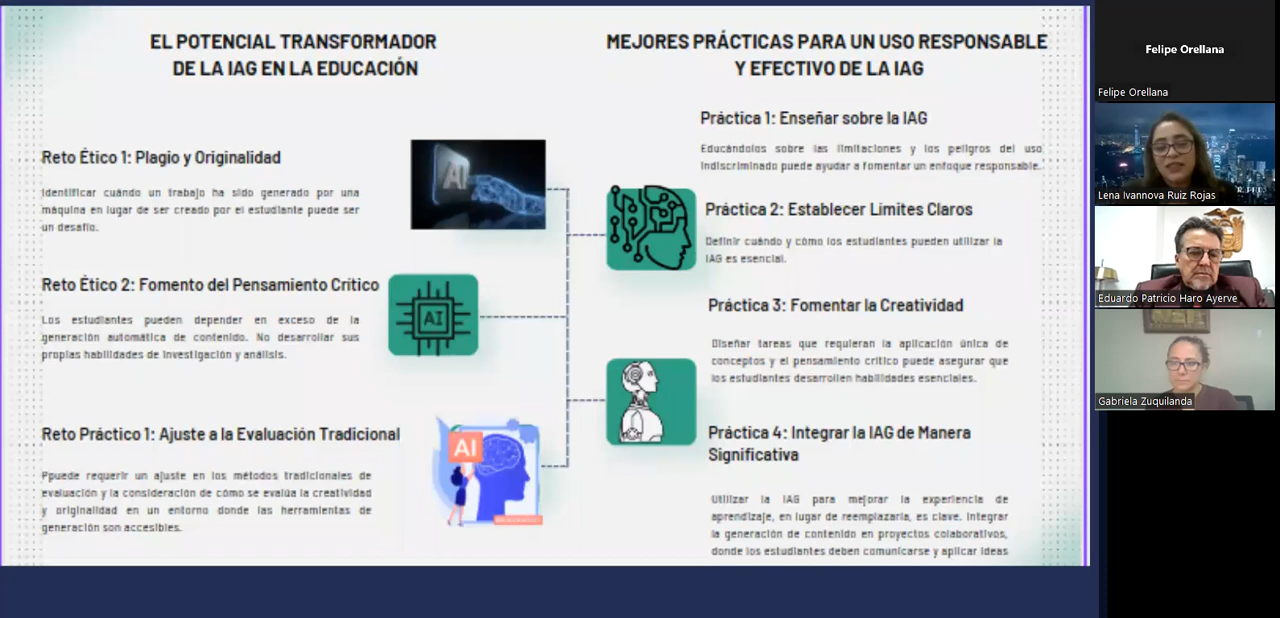 EL POTENCIAL TRANSFORMADOR
DE LA IAG EN LA EDUCACIÓN
Reto Ético 1: Plagio y Originalidad
Identificar cuándo un trabajo ha sido generado por una
máquina en lugar de ser creado por el estudiante puede ser
un desafío.
AI
Reto Ético 2: Fomento del Pensamiento Crítico
Los estudiantes pueden depender en exceso de la
generación automática de contenido. No desarrollar sus
propias habilidades de investigación y análisis.
AI
Reto Práctico 1: Ajuste a la Evaluación Tradicional
Ppuede requerir un ajuste en los métodos tradicionales de
evaluación y la consideración de cómo se evalúa la creatividad
y originalidad en un entorno donde las herramientas de
generación son accesibles.
AI
MEJORES PRÁCTICAS PARA UN USO RESPONSABLE
Y EFECTIVO DE LA IAG
Práctica 1: Enseñar sobre la IAG
Educándolos sobre las limitaciones y los peligros del uso
indiscriminado puede ayudar a fomentar un enfoque responsable.
Práctica 2: Establecer Límites Claros
Definir cuándo y cómo los estudiantes pueden utilizar la
IAG es esencial.
Práctica 3: Fomentar la Creatividad
Diseñar tareas que requieran la aplicación única de
conceptos y el pensamiento crítico puede asegurar que
los estudiantes desarrollen habilidades esenciales.
Práctica 4: Integrar la IAG de Manera
Significativa
Utilizar la IAG para mejorar la experiencia de
aprendizaje, en lugar de reemplazarla, es clave. Integrar
la generación de contenido en proyectos colaborativos,
donde los estudiantes deben comunicarse y aplicar ideas
Felipe Orellana
Felipe Orellana
Lena Ivannova Ruiz Rojas
Eduardo Patricio Haro Ayerve
Gabriela Zuquilanda